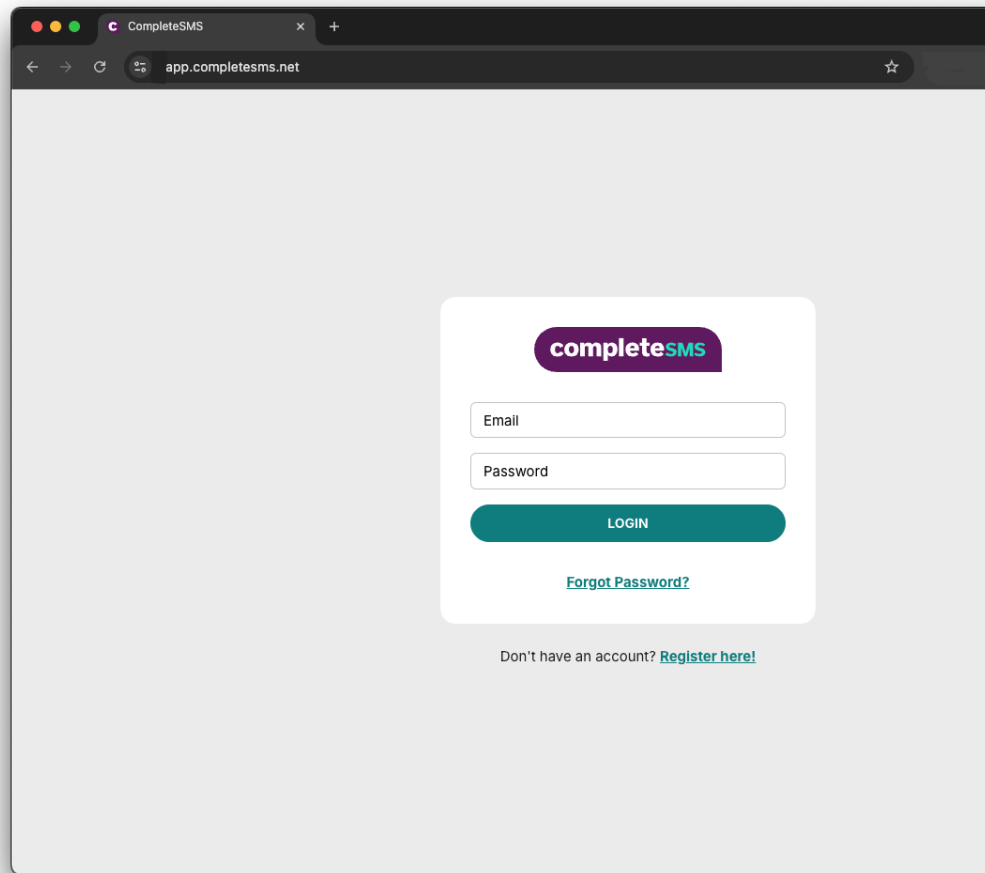 CompleteSMS
app.completesms.net
completeSMS
Email
Password
LOGIN
Forgot Password?
Don't have an account? Register here!